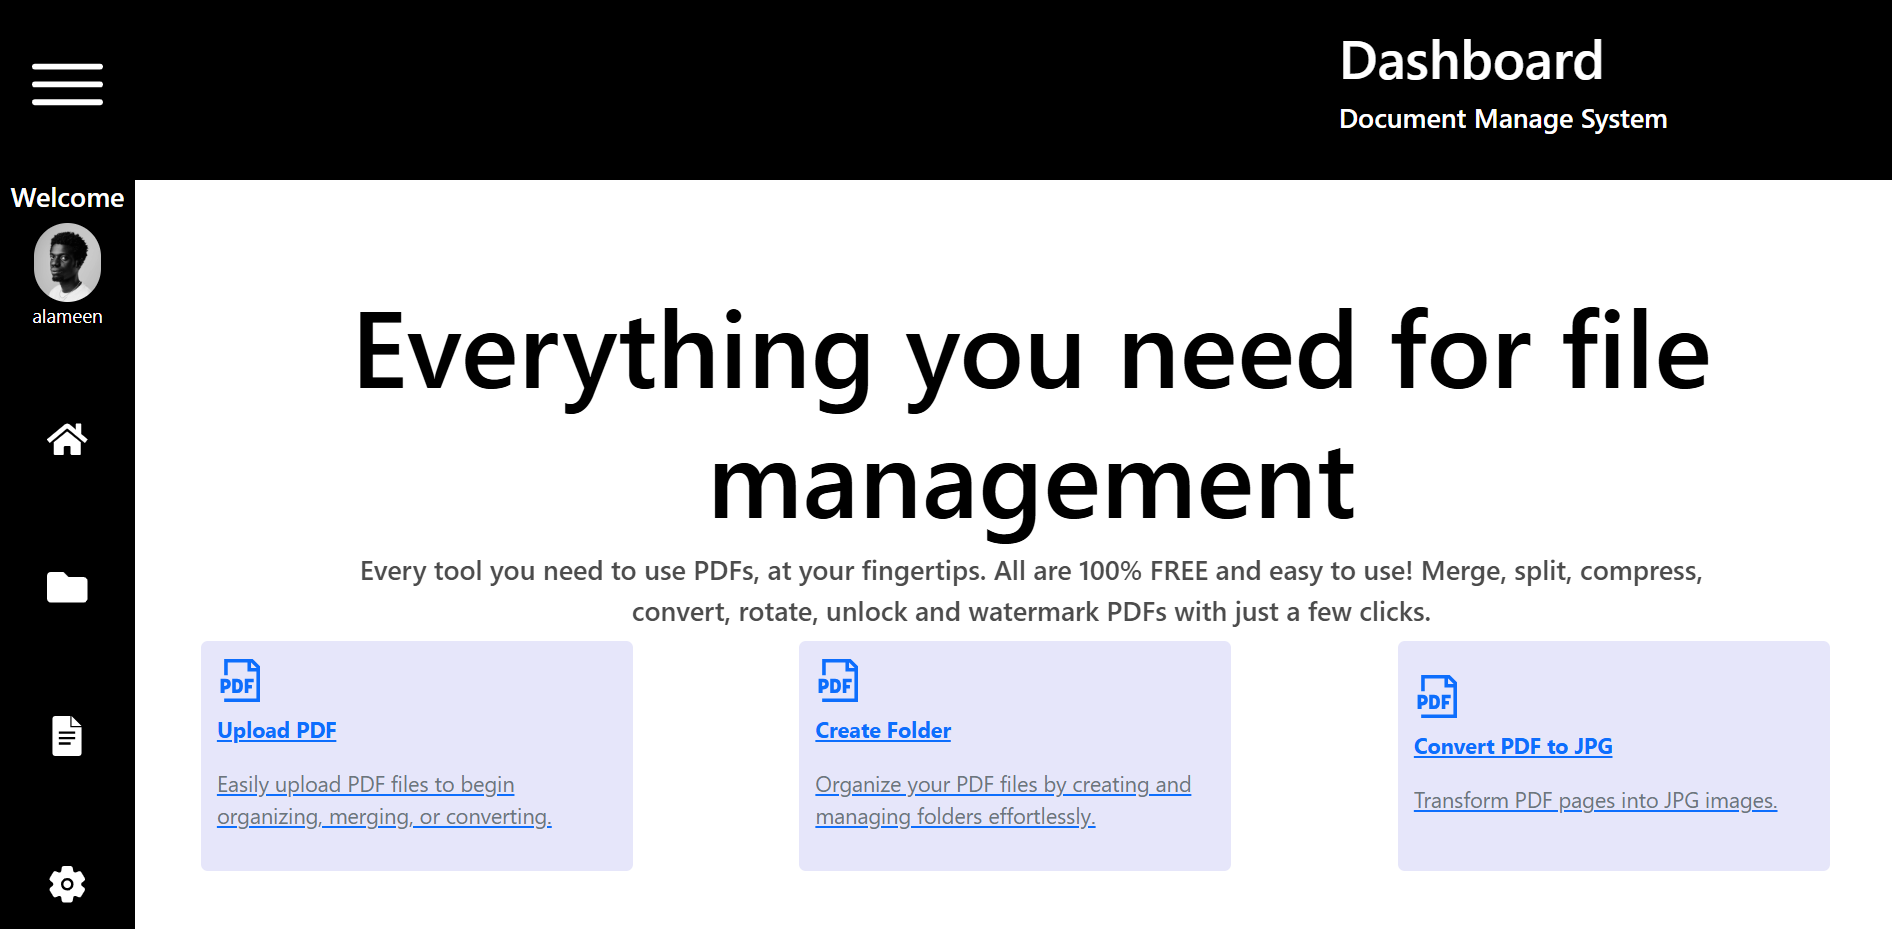 Dashboard
Document Manage System
Welcome
alameen
Everything you need for file
management
Every tool you need to use PDFs, at your fingertips. All are 100% FREE and easy to use! Merge, split, compress,
convert, rotate, unlock and watermark PDFs with just a few clicks.
PDF
Upload PDF
Easily upload PDF files to begin
organizing, merging, or converting.
PDF
Create Folder
Organize your PDF files by creating and
managing folders effortlessly.
PDF
Convert PDF to JPG
Transform PDF pages into JPG images.